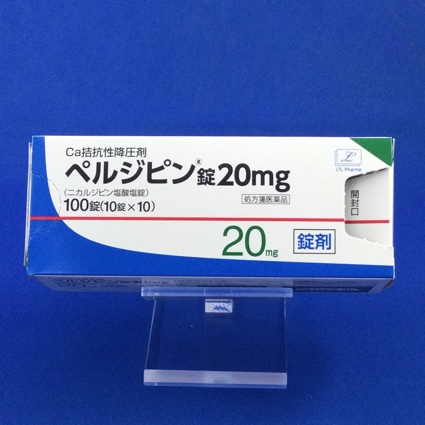 Ca拮抗性降圧剤
ペルジピン®錠20mg
(ニカルジピン塩酸塩錠)
100錠(10錠×10)
処方箋医薬品
LTL Pharma
開封口
20mg
錠剤